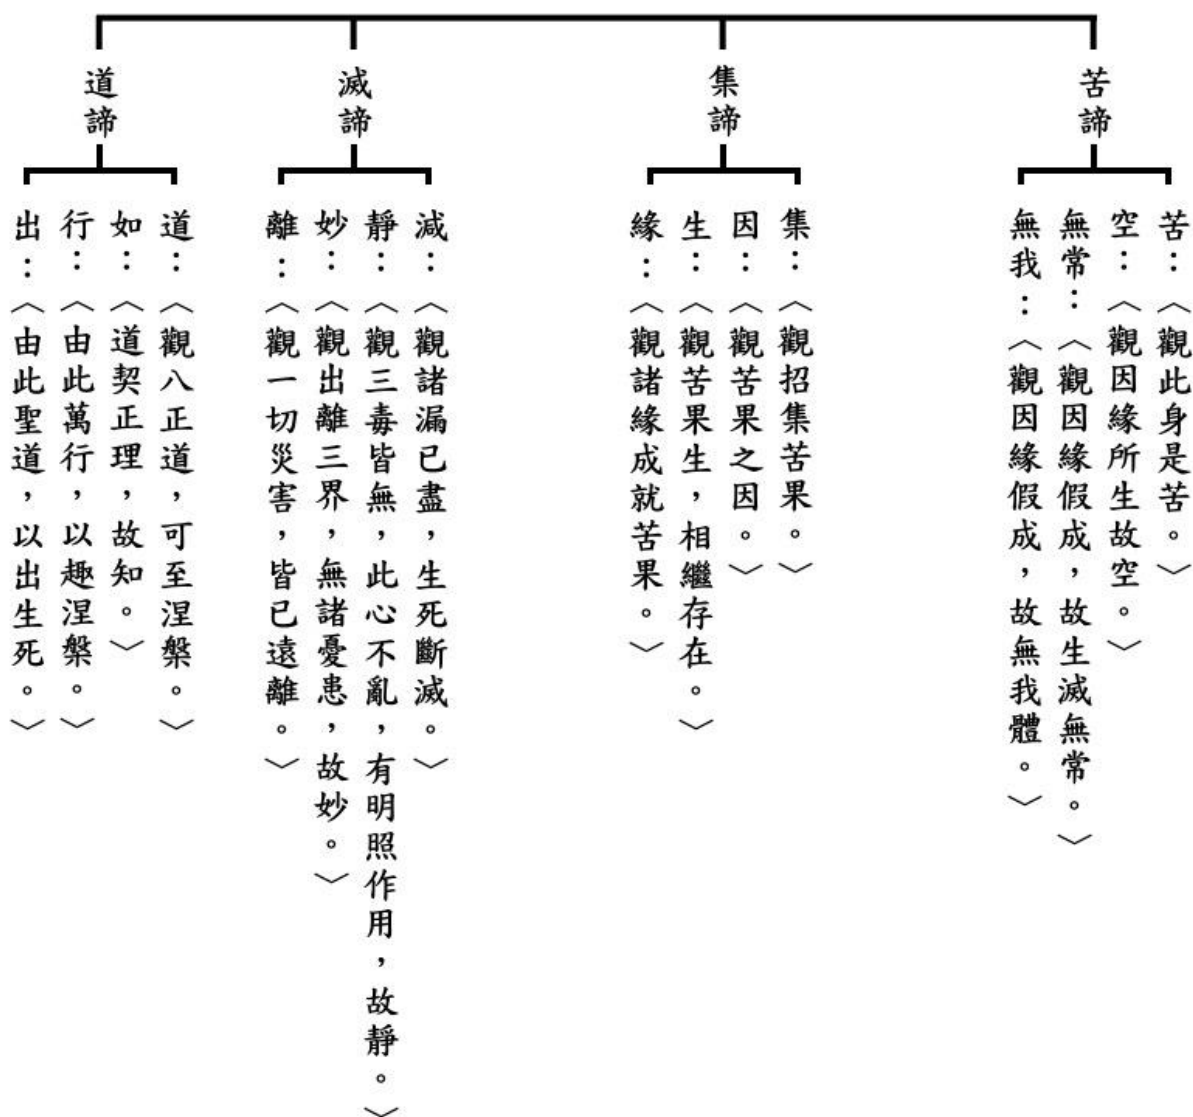 苦諦
苦：〈觀此身是苦。〉
空：〈觀因緣所生故空。〉
無常：〈觀因緣假成，故生滅無常。〉
無我：〈觀因緣假成，故無我體。〉
集諦
集：〈觀招集苦果。〉
因：〈觀苦果之因。〉
生：〈觀苦果生，相繼存在。〉
緣：〈觀諸緣成就苦果。〉
滅諦
滅：〈觀諸漏已盡，生死斷滅。〉
靜：〈觀三毒皆無，此心不亂，有明照作用，故靜。〉
妙：〈觀出離三界，無諸憂患，故妙。〉
離：〈觀一切災害，皆已遠離。〉
道諦
道：〈觀八正道，可至涅槃。〉
如：〈道契正理，故知。〉
行：〈由此萬行，以趣涅槃。〉
出：〈由此聖道，以出生死。〉